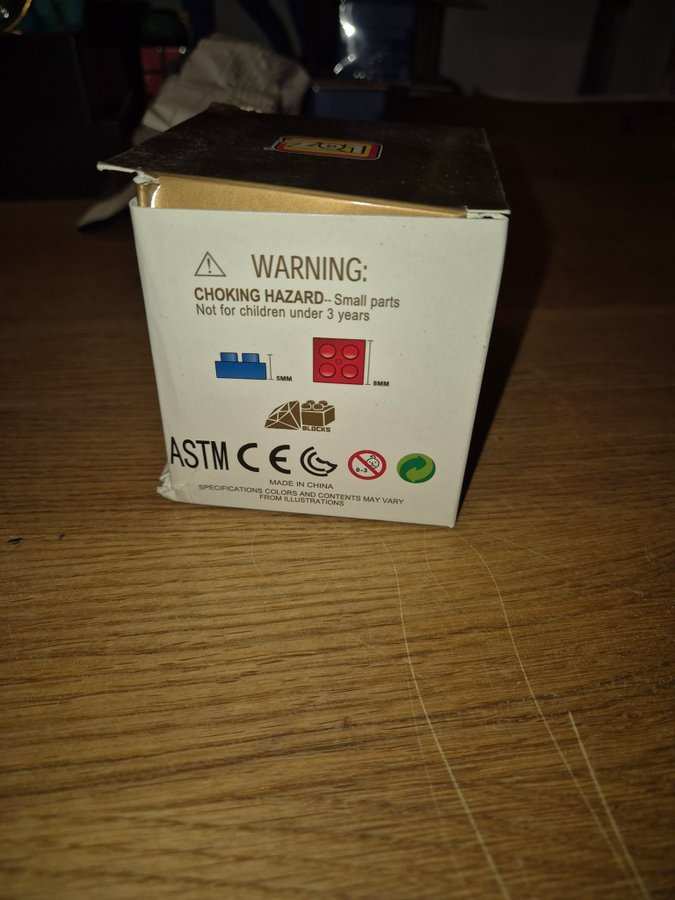 WARNING:
CHOKING HAZARD-- Small parts
Not for children under 3 years
5MM
8MM
BLOCKS
ASTM CE
0-3
MADE IN CHINA
SPECIFICATIONS COLORS AND CONTENTS MAY VARY
FROM ILLUSTRATIONS